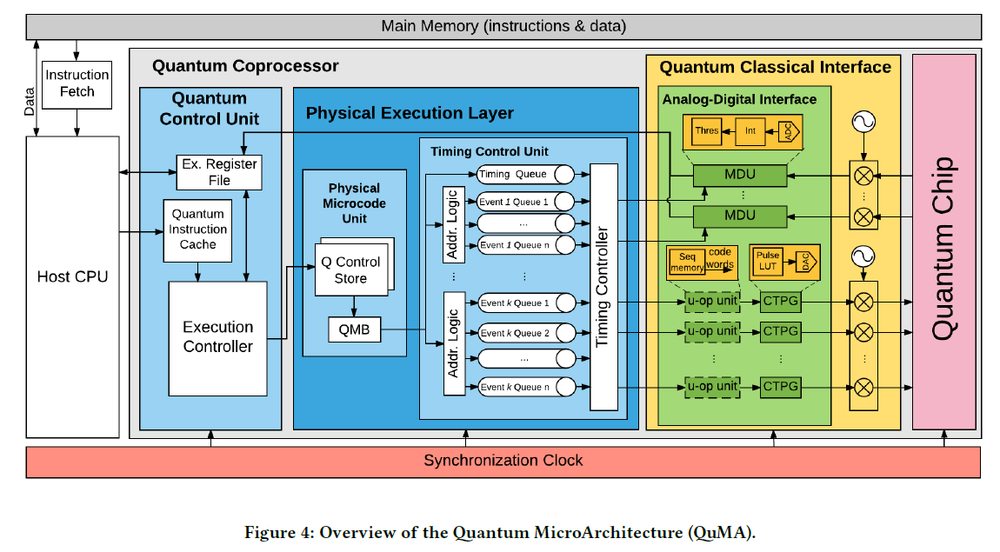 Main Memory (instructions & data)
Data
Instruction
Fetch
Host CPU
Quantum Coprocessor
Quantum
Control Unit
Ex. Register
File
Quantum
Instruction
Cache
Execution
Controller
Physical Execution Layer
Physical
Microcode
Unit
Q Control
Store
QMB
Timing Control Unit
Timing Queue
Addr. Logic
Event 1 Queue 1
...
Event 1 Queue n
⋮
⋮
Addr. Logic
Event k Queue 1
Event k Queue 2
...
Event k Queue n
Timing Controller
Quantum Classical Interface
Analog-Digital Interface
Thres
Int
ADC
MDU
⋮
MDU
Seq
memory
code
words
Pulse
LUT
DAC
u-op unit
CTPG
u-op unit
CTPG
⋮
⋮
u-op unit
CTPG
⋮
⋮
Quantum Chip
Synchronization Clock
Figure 4: Overview of the Quantum MicroArchitecture (QuMA).